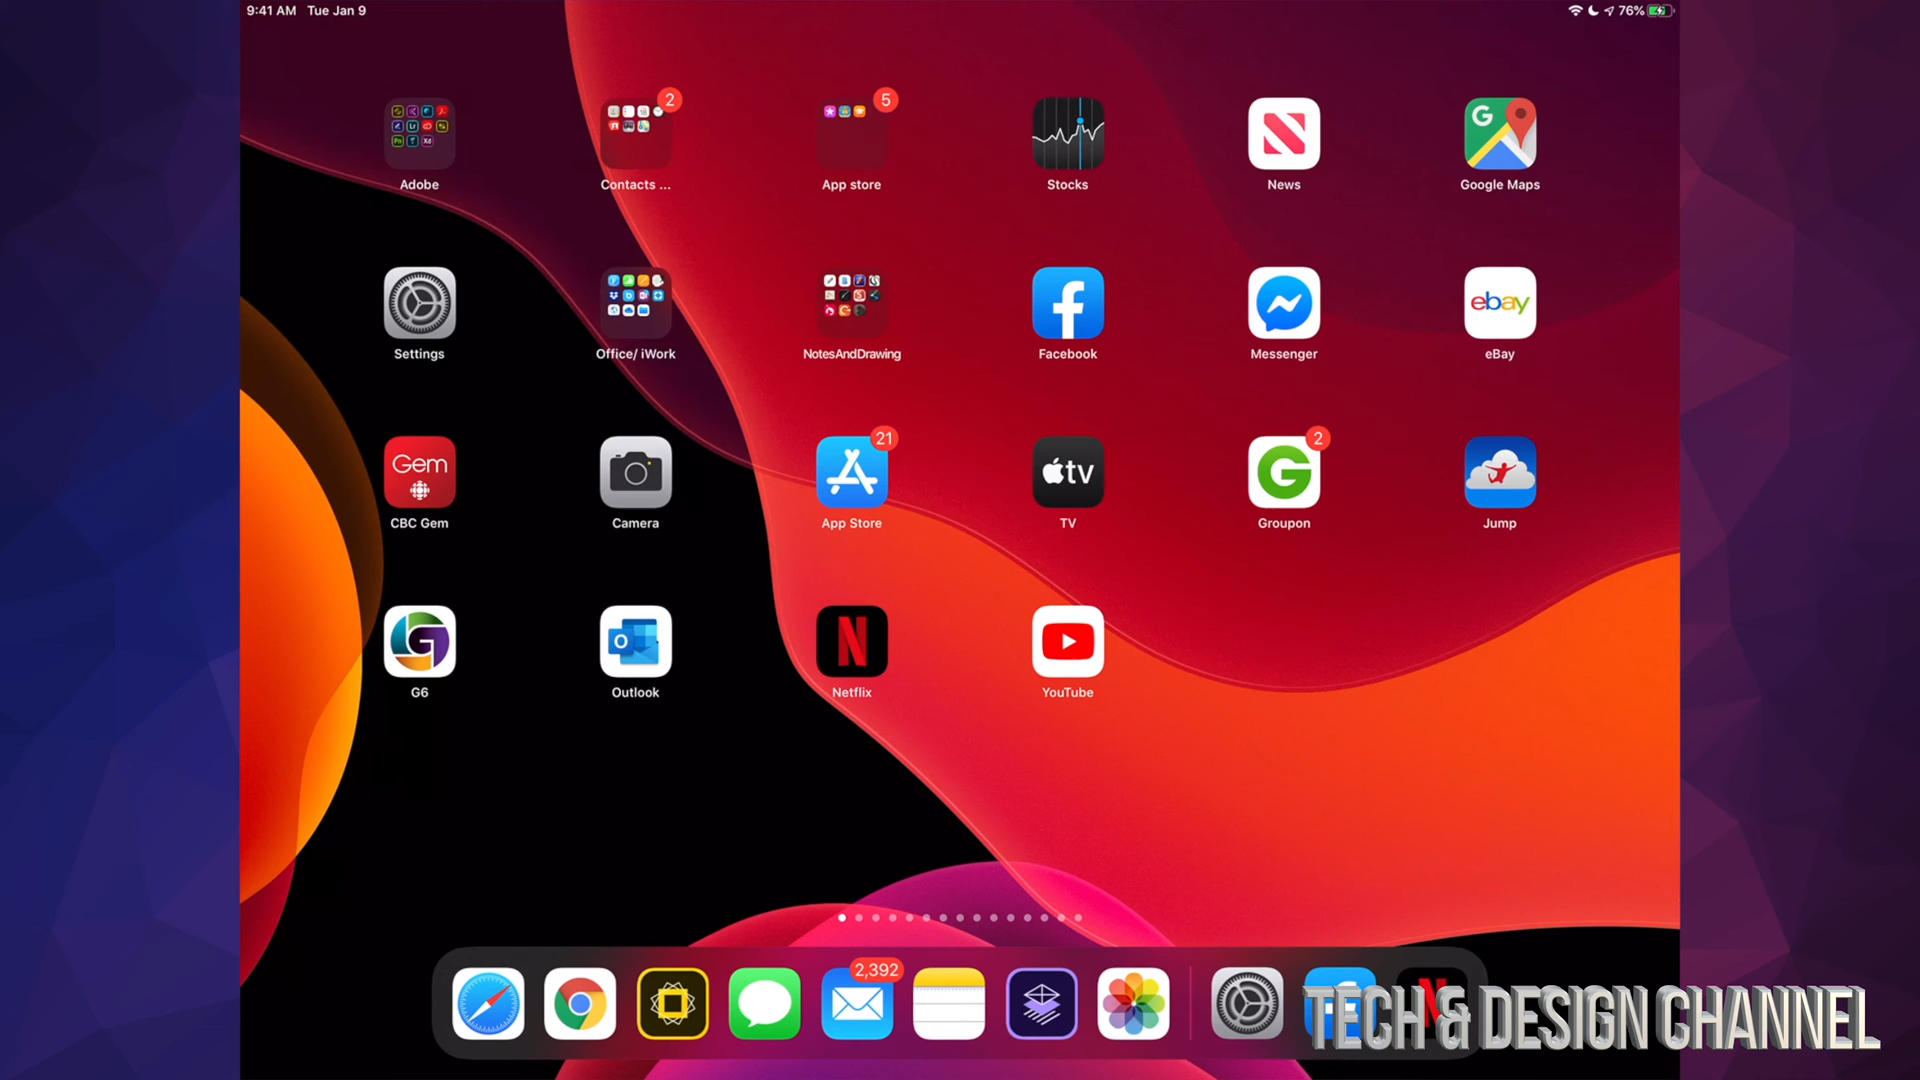 9:41 AM Tue Jan 9
76%
2
5
Adobe
Contacts ...
App store
Stocks
News
Google Maps
ebay
Settings
Office/ iWork
NotesAndDrawing
Facebook
Messenger
eBay
Gem
21
tv
2
CBC Gem
Camera
App Store
TV
Groupon
Jump
G6
Outlook
Netflix
YouTube
2,392
TECH & DESIGN CHANNEL